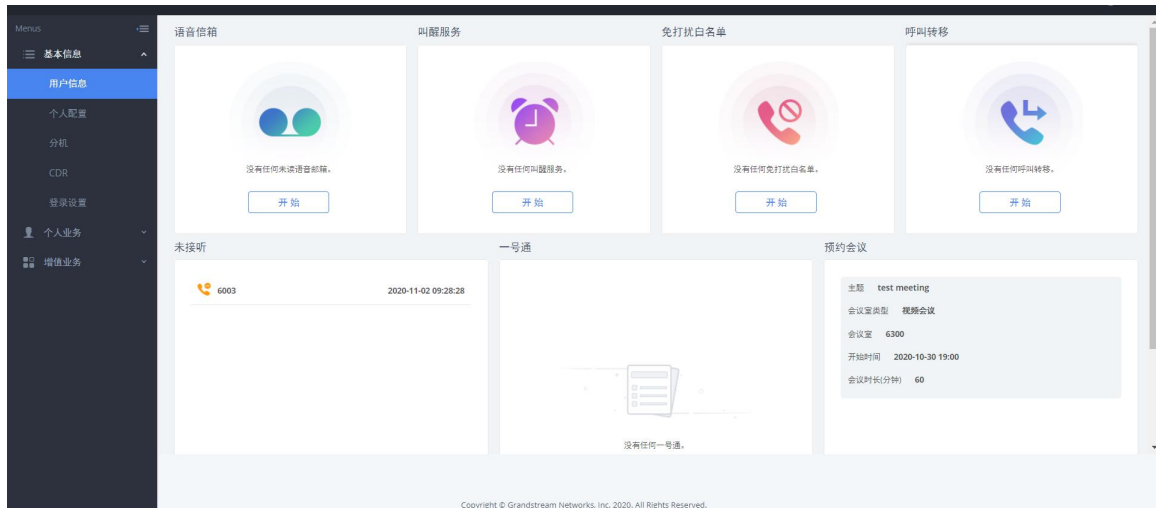 Menus
基本信息
用户信息
个人配置
分机
CDR
登录设置
个人业务
增值业务
语音信箱
没有任何未读语音邮箱。
开 始
叫醒服务
没有任何叫醒服务。
开 始
免打扰白名单
没有任何免打扰白名单。
开 始
呼叫转移
没有任何呼叫转移。
开 始
未接听
6003 2020-11-02 09:28:28
一号通
没有任何一号通。
预约会议
主题 test meeting
会议室类型 视频会议
会议室 6300
开始时间 2020-10-30 19:00
会议时长(分钟) 60
Copyright © Grandstream Networks, Inc. 2020. All Rights Reserved.